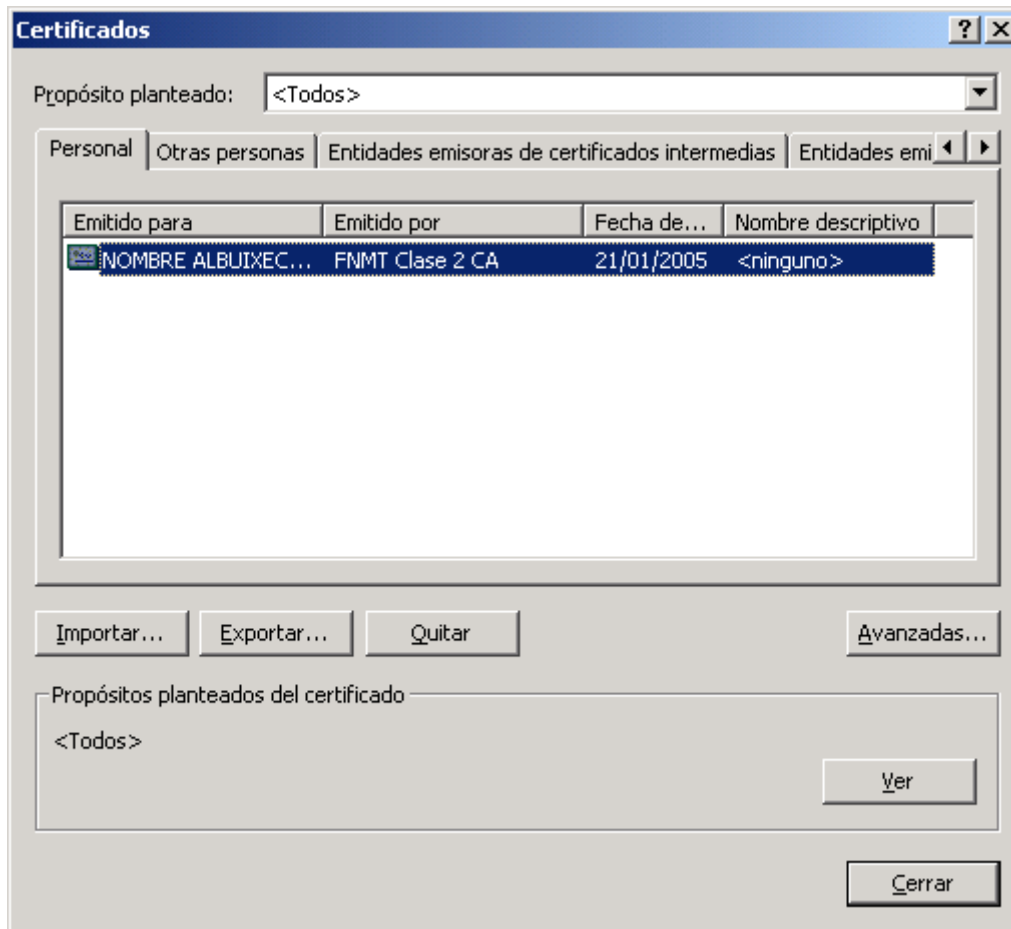 Certificados
Propósito planteado: <Todos>
Personal Otras personas Entidades emisoras de certificados intermedias Entidades emi
Emitido para Emitido por Fecha de... Nombre descriptivo
NOMBRE ALBUIXEC... FNMT Clase 2 CA 21/01/2005 <ninguno>
Importar... Exportar... Quitar Avanzadas...
Propósitos planteados del certificado
<Todos>
Ver
Cerrar